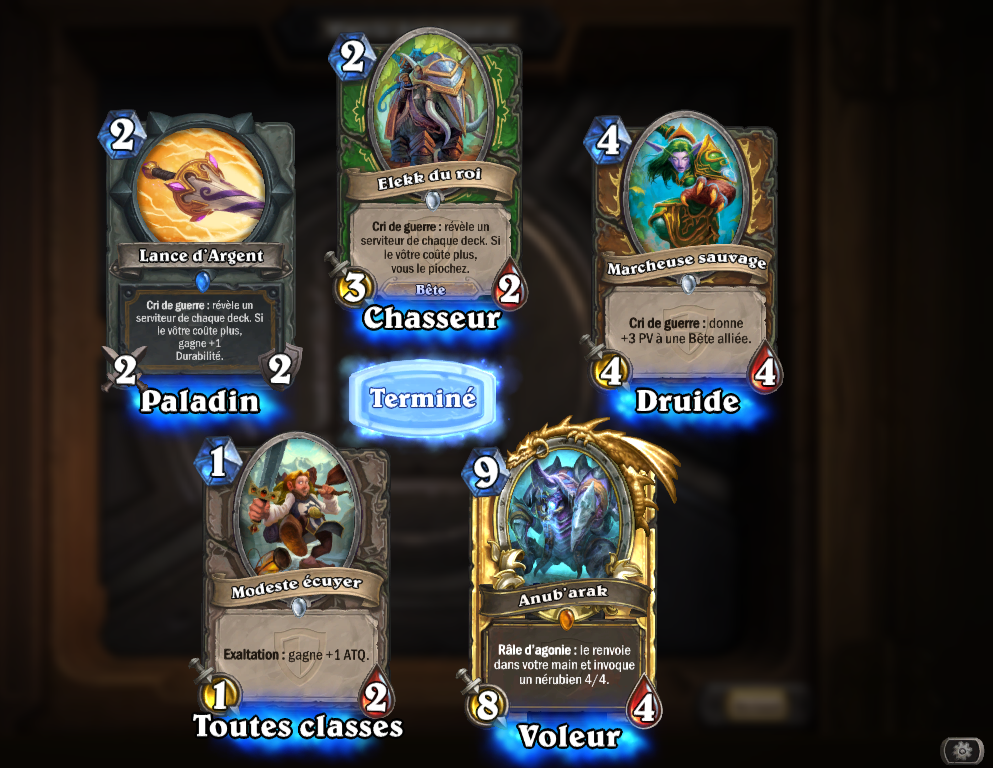 2
Elekk du roi
Cri de guerre : révèle un
serviteur de chaque deck. Si
le vôtre coûte plus,
vous le piochez.
3
Bête
2
Chasseur
2
Lance d'Argent
Cri de guerre : révèle un
serviteur de chaque deck. Si
le vôtre coûte plus,
gagne +1
Durabilité.
2
2
Paladin
4
Marcheuse sauvage
Cri de guerre : donne
+3 PV à une Bête alliée.
4
4
Druide
Terminé
1
Modeste écuyer
Exaltation : gagne +1 ATQ.
1
2
Toutes classes
9
Anub'arak
Râle d'agonie : le renvoie
dans votre main et invoque
un nérubien 4/4.
8
4
Voleur